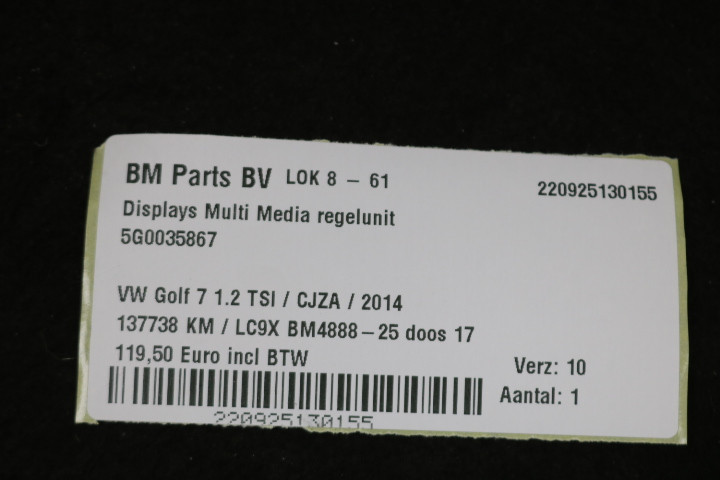 BM Parts BV LOK 8 – 61 220925130155
Displays Multi Media regelunit
5G0035867
VW Golf 7 1.2 TSI / CJZA / 2014
137738 KM / LC9X BM4888–25 doos 17
119,50 Euro incl BTW Verz: 10
Aantal: 1
220925130155